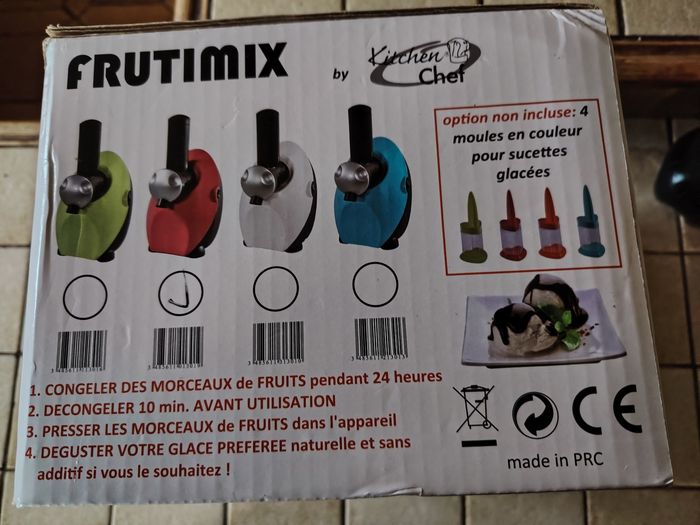 FRUTIMIX
by
Kitchen
Chef
option non incluse: 4
moules en couleur
pour sucettes
glacées
1. CONGELER DES MORCEAUX de FRUITS pendant 24 heures
2. DECONGELER 10 min. AVANT UTILISATION
3. PRESSER LES MORCEAUX de FRUITS dans l'appareil
4. DEGUSTER VOTRE GLACE PREFEREE naturelle et sans
additif si vous le souhaitez !
CE
made in PRC